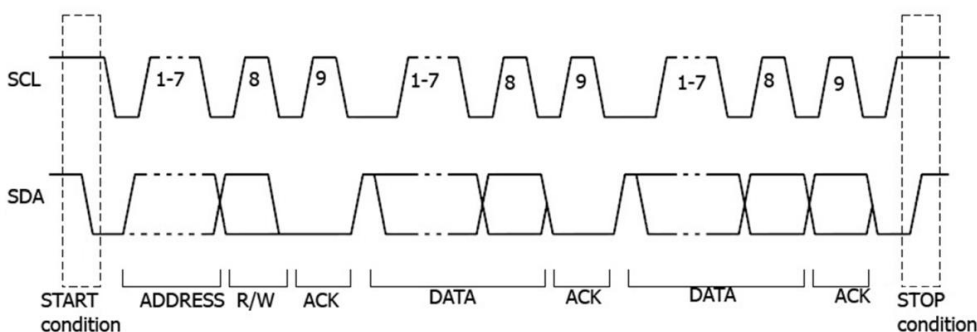 SCL
1-7
8
9
1-7
8
9
1-7
8
9
SDA
START
condition
ADDRESS
R/W
ACK
DATA
ACK
DATA
ACK
STOP
condition